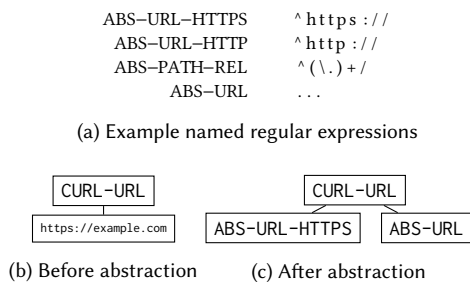 ABS–URL–HTTPS ^https://
ABS–URL–HTTP ^http://
ABS–PATH–REL ^(\.)+/
ABS–URL ...
(a) Example named regular expressions
CURL-URL
https://example.com
(b) Before abstraction
CURL-URL
ABS-URL-HTTPS ABS-URL
(c) After abstraction